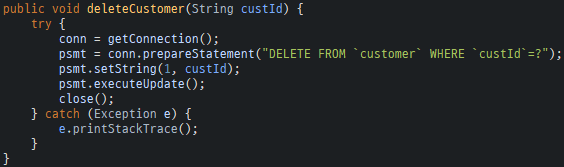 public void deleteCustomer(String custId) {
    try {
        conn = getConnection();
        psmt = conn.prepareStatement("DELETE FROM `customer` WHERE `custId`=?");
        psmt.setString(1, custId);
        psmt.executeUpdate();
        close();
    } catch (Exception e) {
        e.printStackTrace();
    }
}